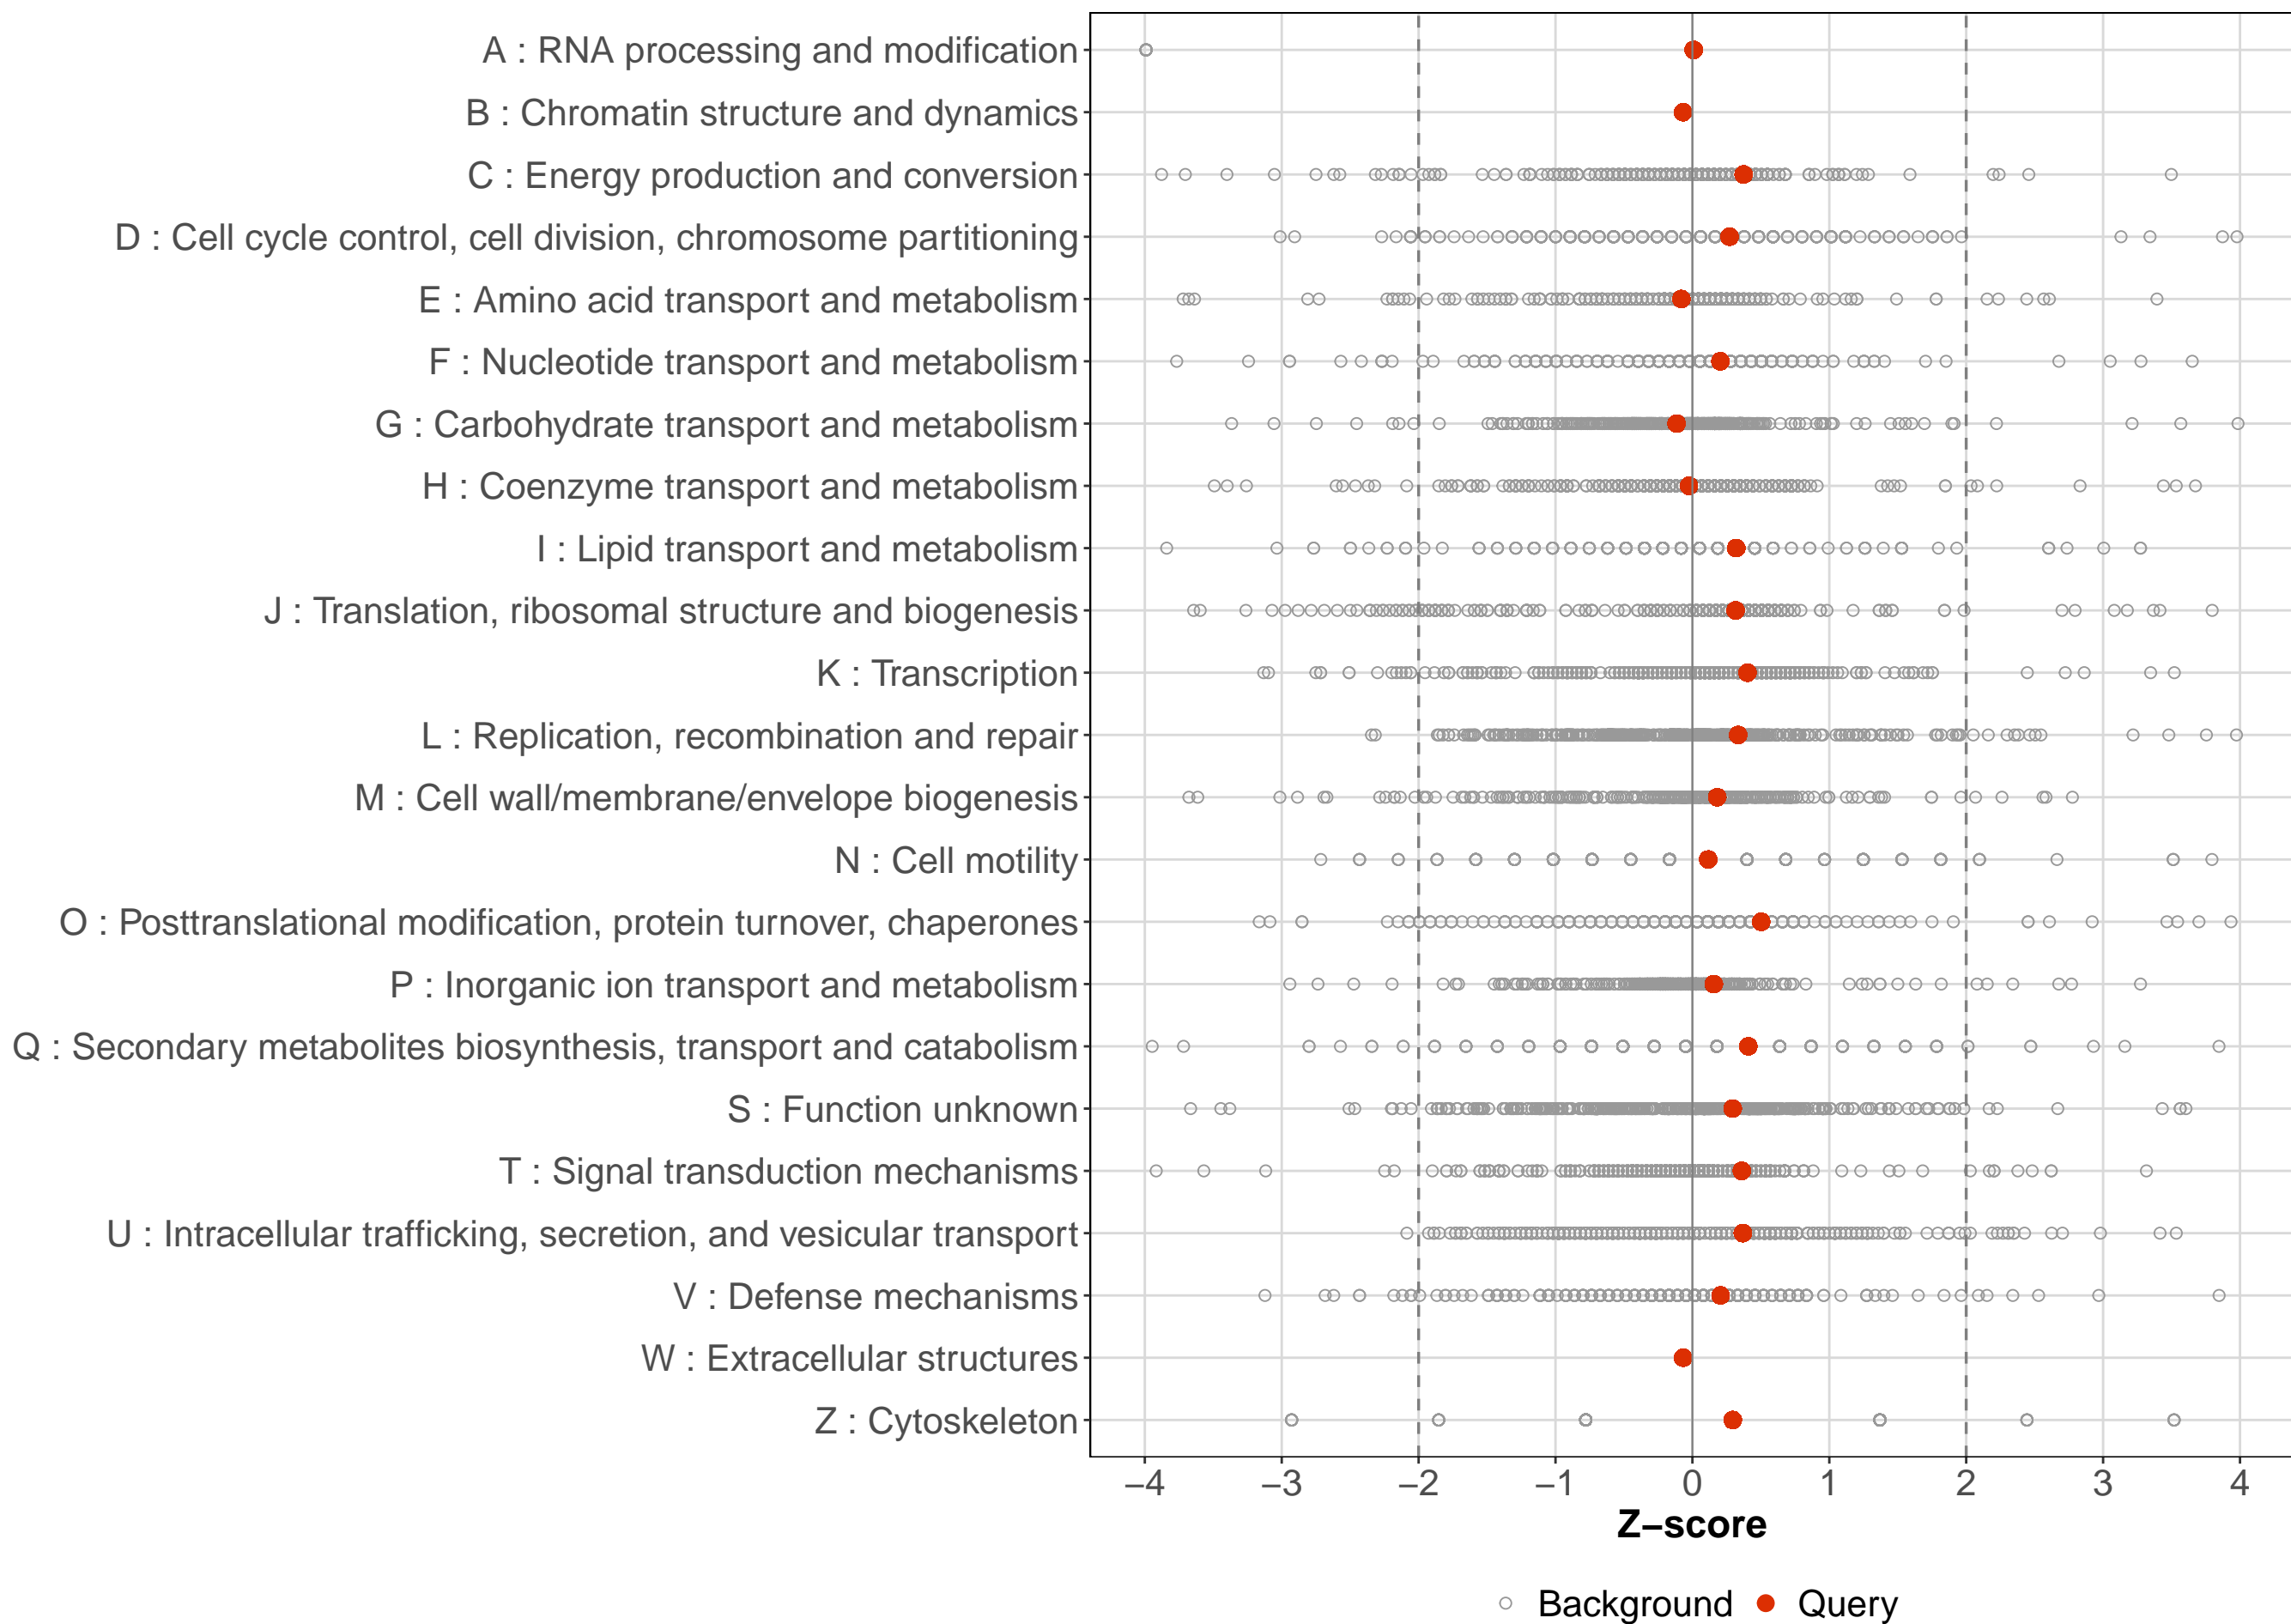 A : RNA processing and modification
B : Chromatin structure and dynamics
C : Energy production and conversion
D : Cell cycle control, cell division, chromosome partitioning
E : Amino acid transport and metabolism
F : Nucleotide transport and metabolism
G : Carbohydrate transport and metabolism
H : Coenzyme transport and metabolism
I : Lipid transport and metabolism
J : Translation, ribosomal structure and biogenesis
K : Transcription
L : Replication, recombination and repair
M : Cell wall/membrane/envelope biogenesis
N : Cell motility
O : Posttranslational modification, protein turnover, chaperones
P : Inorganic ion transport and metabolism
Q : Secondary metabolites biosynthesis, transport and catabolism
S : Function unknown
T : Signal transduction mechanisms
U : Intracellular trafficking, secretion, and vesicular transport
V : Defense mechanisms
W : Extracellular structures
Z : Cytoskeleton
−4 −3 −2 −1 0 1 2 3 4
Z−score
Background Query